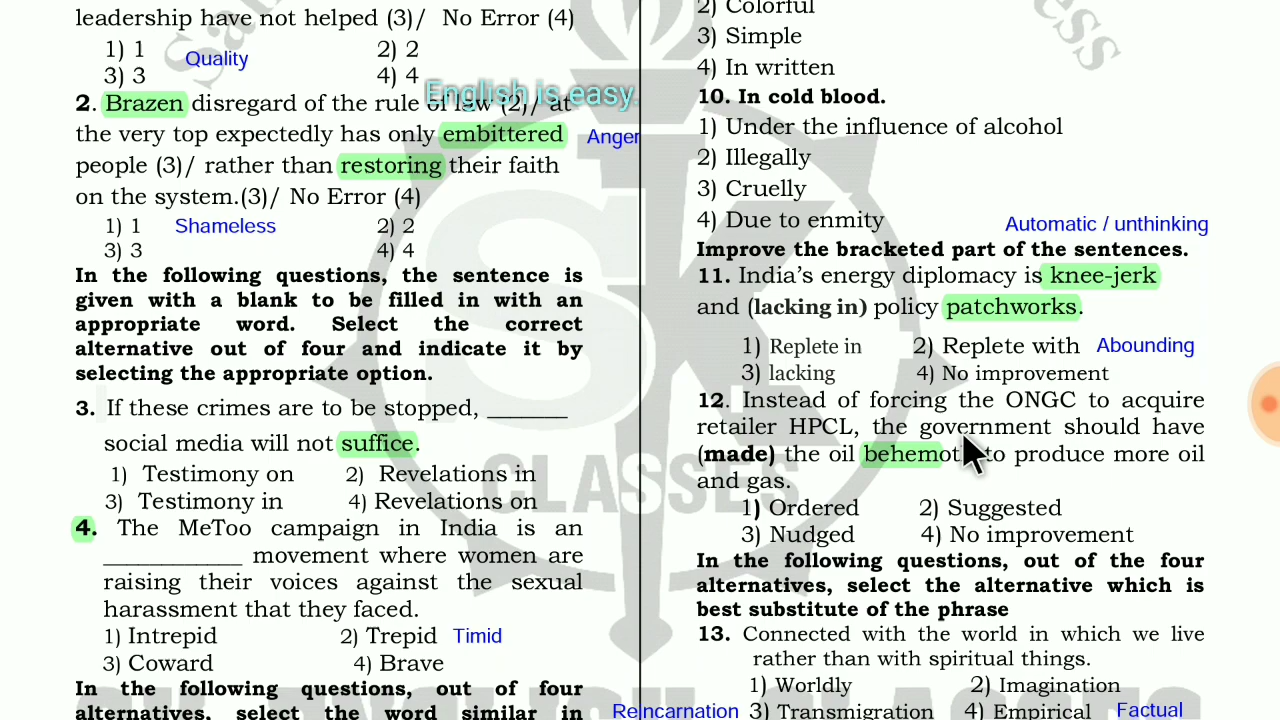 leadership have not helped (3)/ No Error (4)
1) 1 2) 2
Quality
3) 3 4) 4
English is easy
2. Brazen disregard of the rule of law (2)/ at
the very top expectedly has only embittered Anger
people (3)/ rather than restoring their faith
on the system.(3)/ No Error (4)
1) 1 Shameless 2) 2
3) 3 4) 4
In the following questions, the sentence is
given with a blank to be filled in with an
appropriate word. Select the correct
alternative out of four and indicate it by
selecting the appropriate option.
3. If these crimes are to be stopped, _______
social media will not suffice.
1) Testimony on 2) Revelations in
3) Testimony in 4) Revelations on
4. The MeToo campaign in India is an
____________ movement where women are
raising their voices against the sexual
harassment that they faced.
1) Intrepid 2) Trepid Timid
3) Coward 4) Brave
In the following questions, out of four
alternatives, select the word similar in
2) Colorful
3) Simple
4) In written
10. In cold blood.
1) Under the influence of alcohol
2) Illegally
3) Cruelly
4) Due to enmity
Automatic / unthinking
Improve the bracketed part of the sentences.
11. India's energy diplomacy is knee-jerk
and (lacking in) policy patchworks.
1) Replete in 2) Replete with Abounding
3) lacking 4) No improvement
12. Instead of forcing the ONGC to acquire
retailer HPCL, the government should have
(made) the oil behemoth to produce more oil
and gas.
1) Ordered 2) Suggested
3) Nudged 4) No improvement
In the following questions, out of the four
alternatives, select the alternative which is
best substitute of the phrase
13. Connected with the world in which we live
rather than with spiritual things.
1) Worldly 2) Imagination
Reincarnation 3) Transmigration 4) Empirical Factual
SK
CLASSES